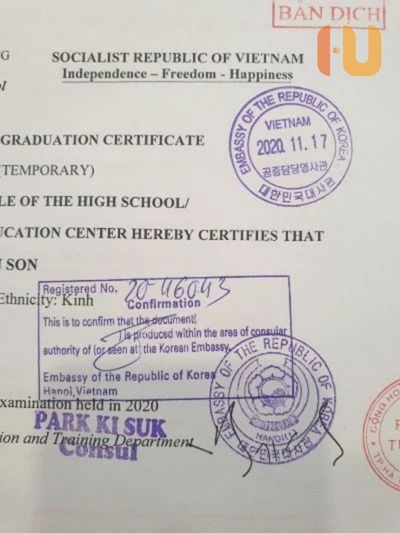 BẢN DỊCH
NG SOCIALIST REPUBLIC OF VIETNAM
Independence – Freedom - Happiness
EMBASSY OF THE REPUBLIC OF KOREA
VIETNAM
2020. 11. 17
공증담당영사관
대한민국대사관
GRADUATION CERTIFICATE
(TEMPORARY)
LE OF THE HIGH SCHOOL/
UCATION CENTER HEREBY CERTIFIES THAT
SON
Ethnicity: Kinh
Registered No. 20-46043
Confirmation
This is to confirm that the document(
) is produced within the area of consular
authority of (or seen at) the Korean Embassy.
Embassy of the Republic of Korea
Hanoi, Vietnam
EMBASSY OF THE REPUBLIC OF KOREA
HANOI
xamination held in 2020
PARK KI SUK
Consul
ion and Training Department
CỘNG HO